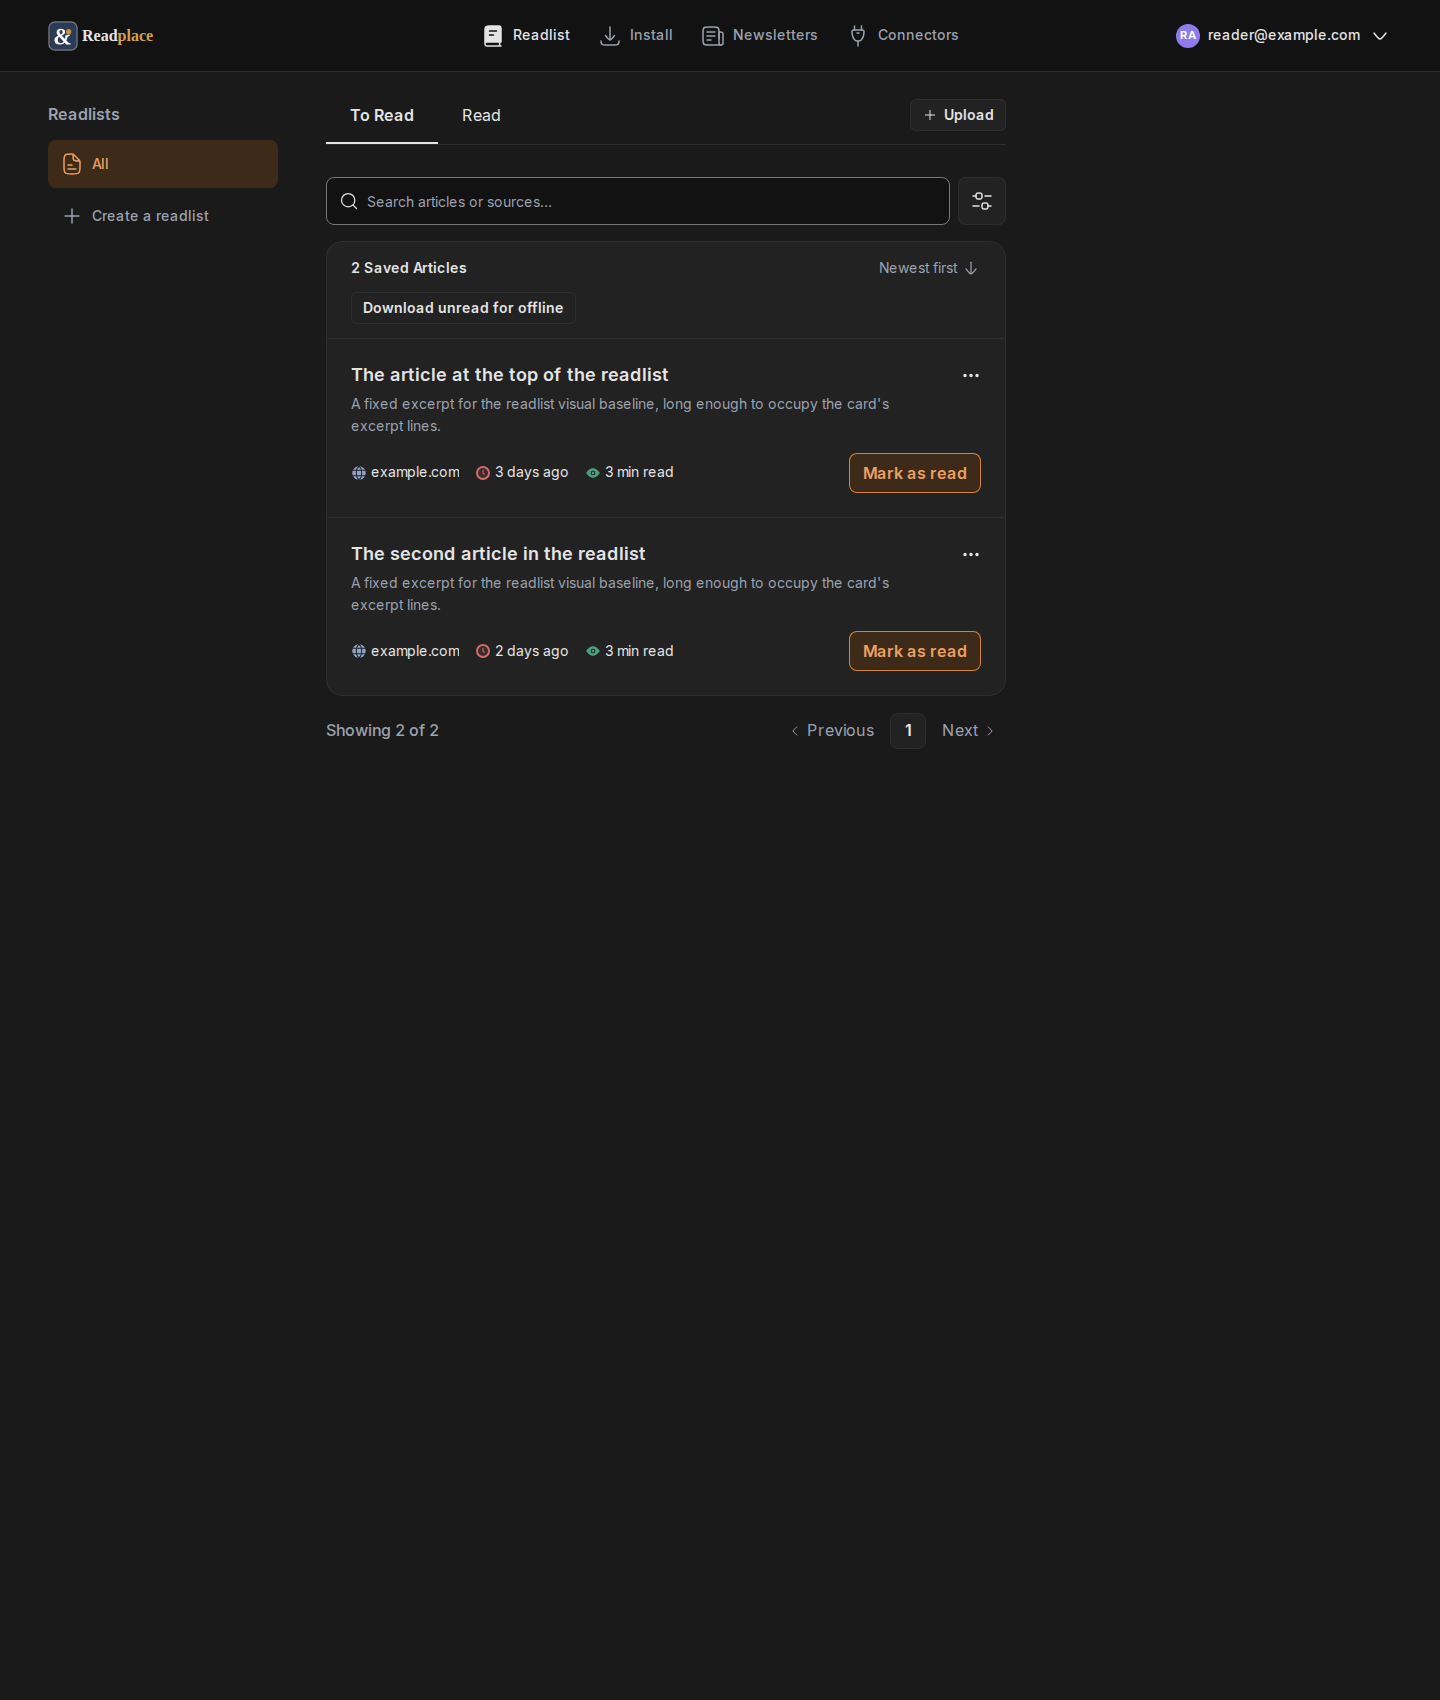 & Readplace
Readlist
Install
Newsletters
Connectors
RA reader@example.com
Readlists
All
Create a readlist
To Read
Read
Upload
Search articles or sources...
2 Saved Articles
Newest first
Download unread for offline
The article at the top of the readlist
A fixed excerpt for the readlist visual baseline, long enough to occupy the card's
excerpt lines.
example.com 3 days ago 3 min read
Mark as read
The second article in the readlist
A fixed excerpt for the readlist visual baseline, long enough to occupy the card's
excerpt lines.
example.com 2 days ago 3 min read
Mark as read
Showing 2 of 2
Previous 1 Next